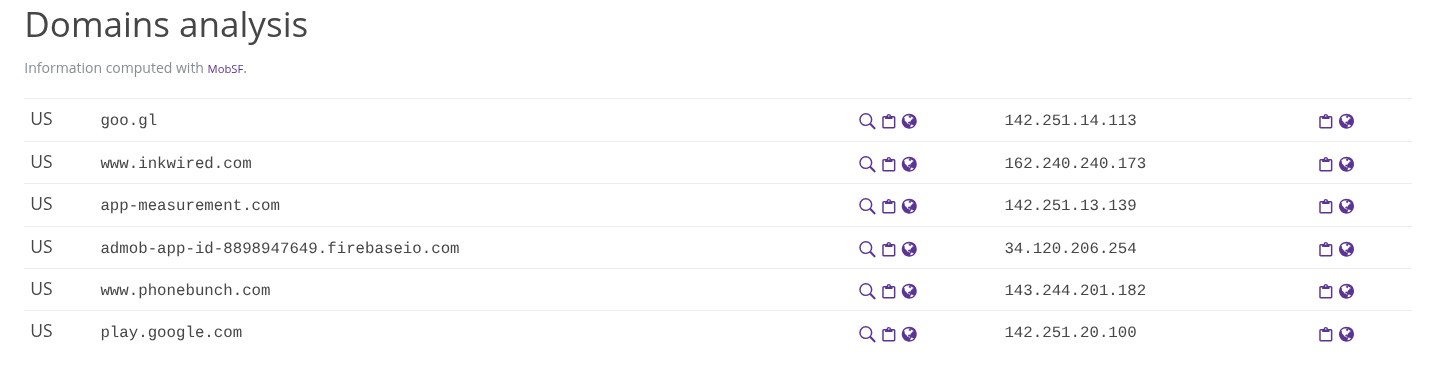 Domains analysis
Information computed with MobSF.
US goo.gl 142.251.14.113
US www.inkwired.com 162.240.240.173
US app-measurement.com 142.251.13.139
US admob-app-id-8898947649.firebaseio.com 34.120.206.254
US www.phonebunch.com 143.244.201.182
US play.google.com 142.251.20.100